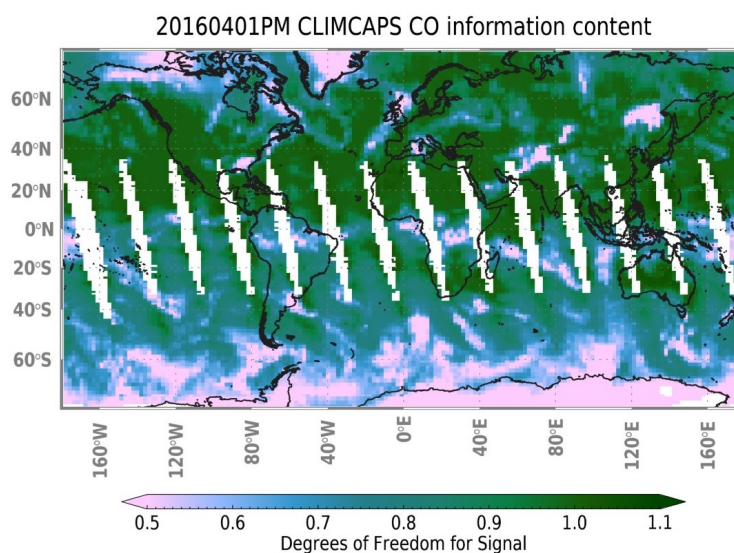 20160401PM CLIMCAPS CO information content
60°N
40°N
20°N
0°N
20°S
40°S
60°S
160°W
120°W
80°W
40°W
0°E
40°E
80°E
120°E
160°E
0.5 0.6 0.7 0.8 0.9 1.0 1.1
Degrees of Freedom for Signal